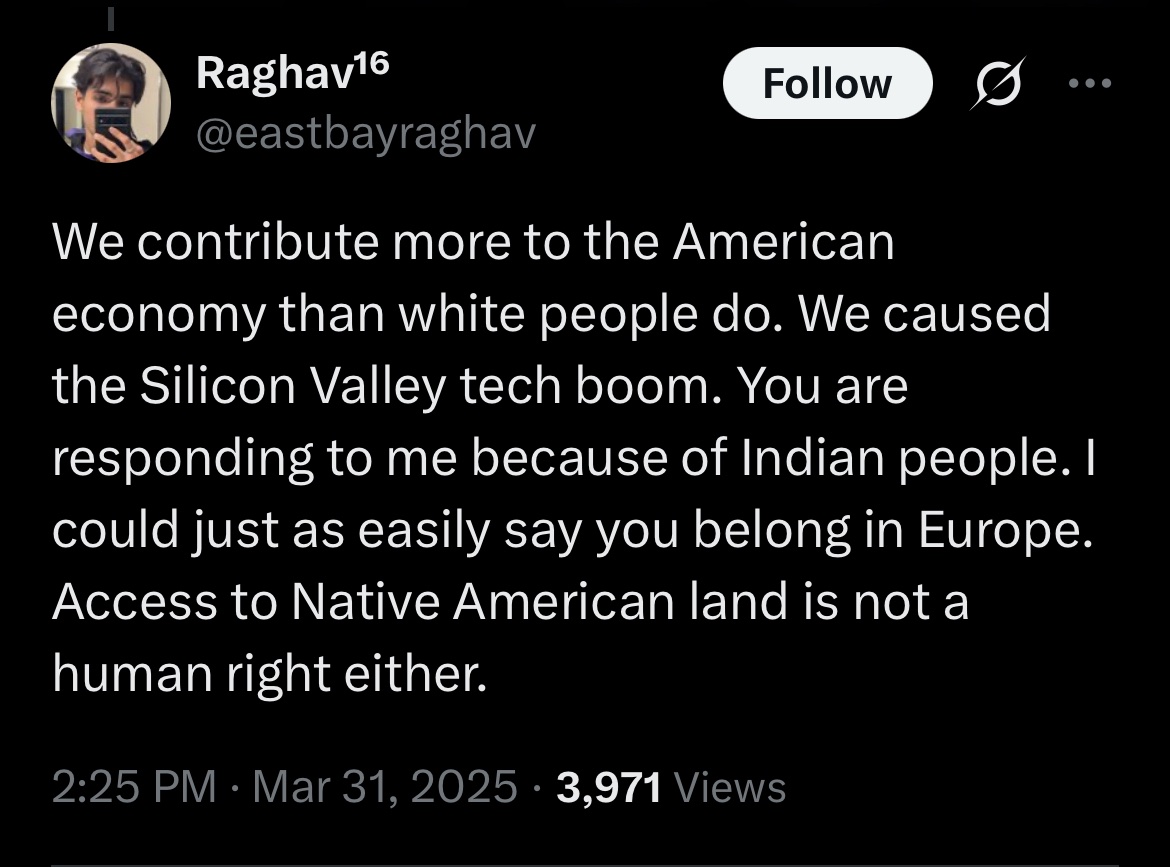 Raghav¹⁶
Follow
@eastbayraghav
We contribute more to the American
economy than white people do. We caused
the Silicon Valley tech boom. You are
responding to me because of Indian people. I
could just as easily say you belong in Europe.
Access to Native American land is not a
human right either.
2:25 PM · Mar 31, 2025 · 3,971 Views